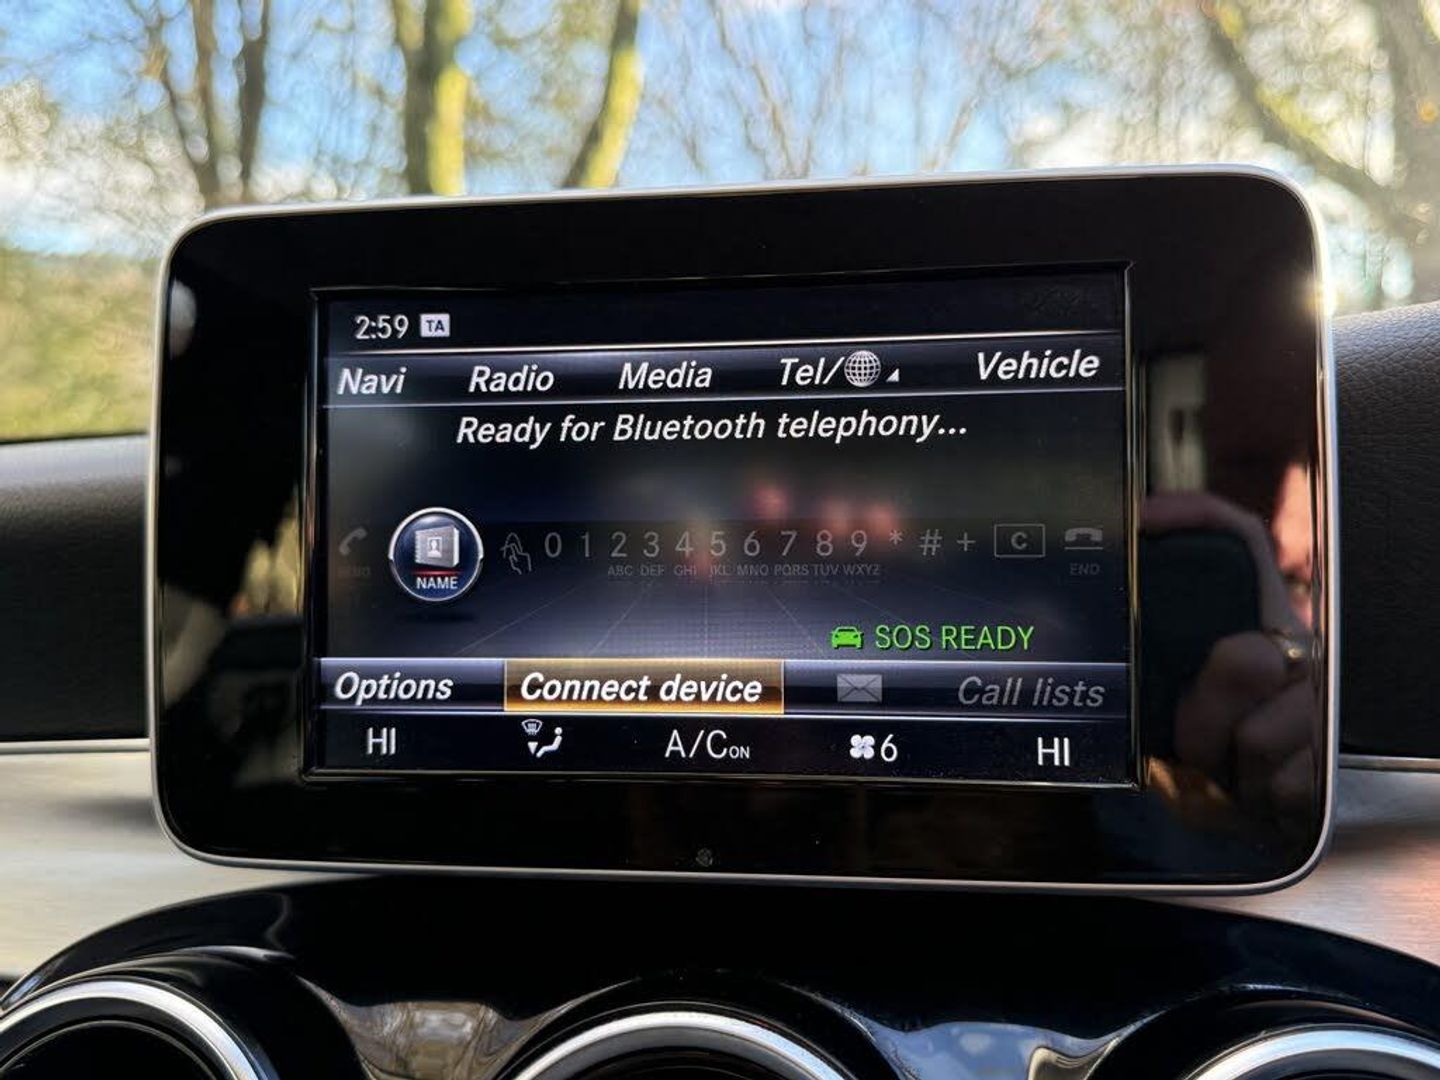 2:59 TA
Navi Radio Media Tel/ Vehicle
Ready for Bluetooth telephony...
NAME 0 1 2 3 4 5 6 7 8 9 * # + C
ABC DEF GHI JKL MNO PQRS TUV WXYZ END
SOS READY
Options Connect device Call lists
HI A/C ON 6 HI